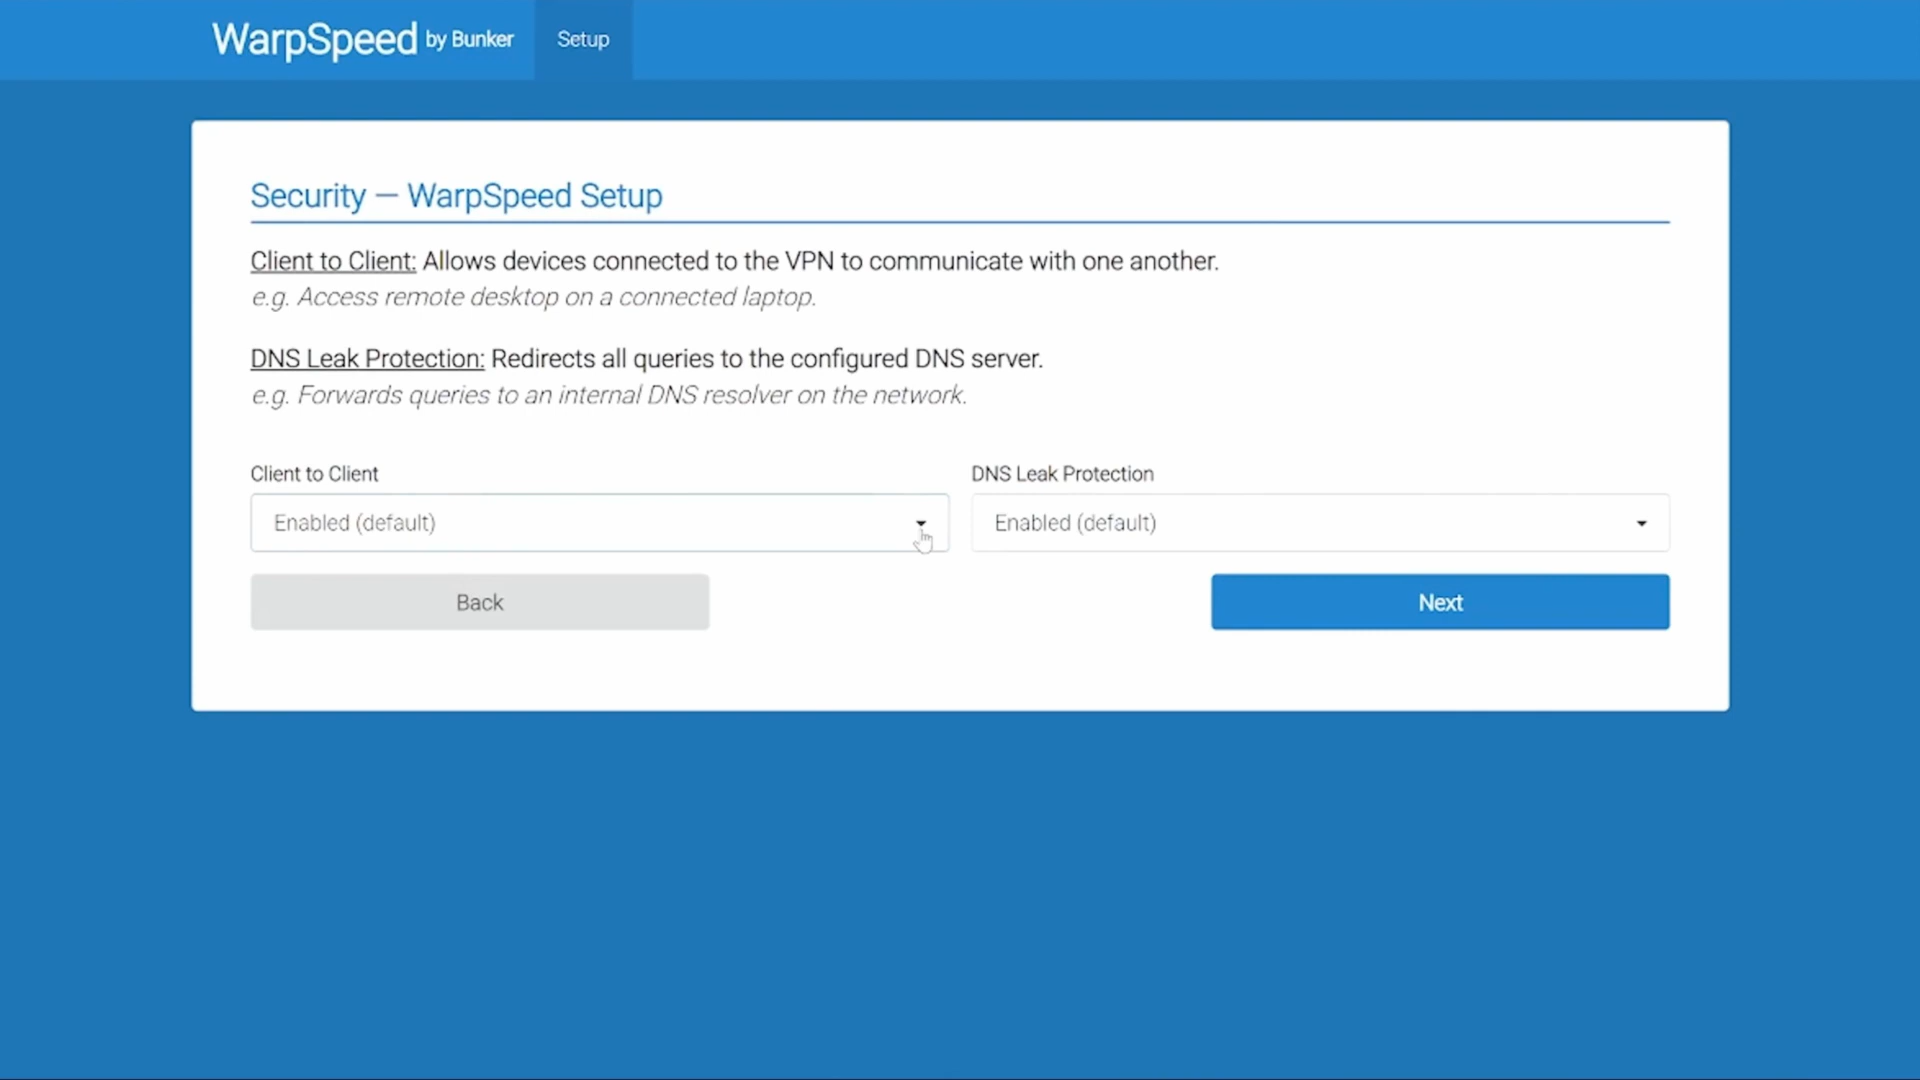 WarpSpeed by Bunker Setup
Security — WarpSpeed Setup
Client to Client: Allows devices connected to the VPN to communicate with one another.
e.g. Access remote desktop on a connected laptop.
DNS Leak Protection: Redirects all queries to the configured DNS server.
e.g. Forwards queries to an internal DNS resolver on the network.
Client to Client
DNS Leak Protection
Enabled (default)
Enabled (default)
Back
Next